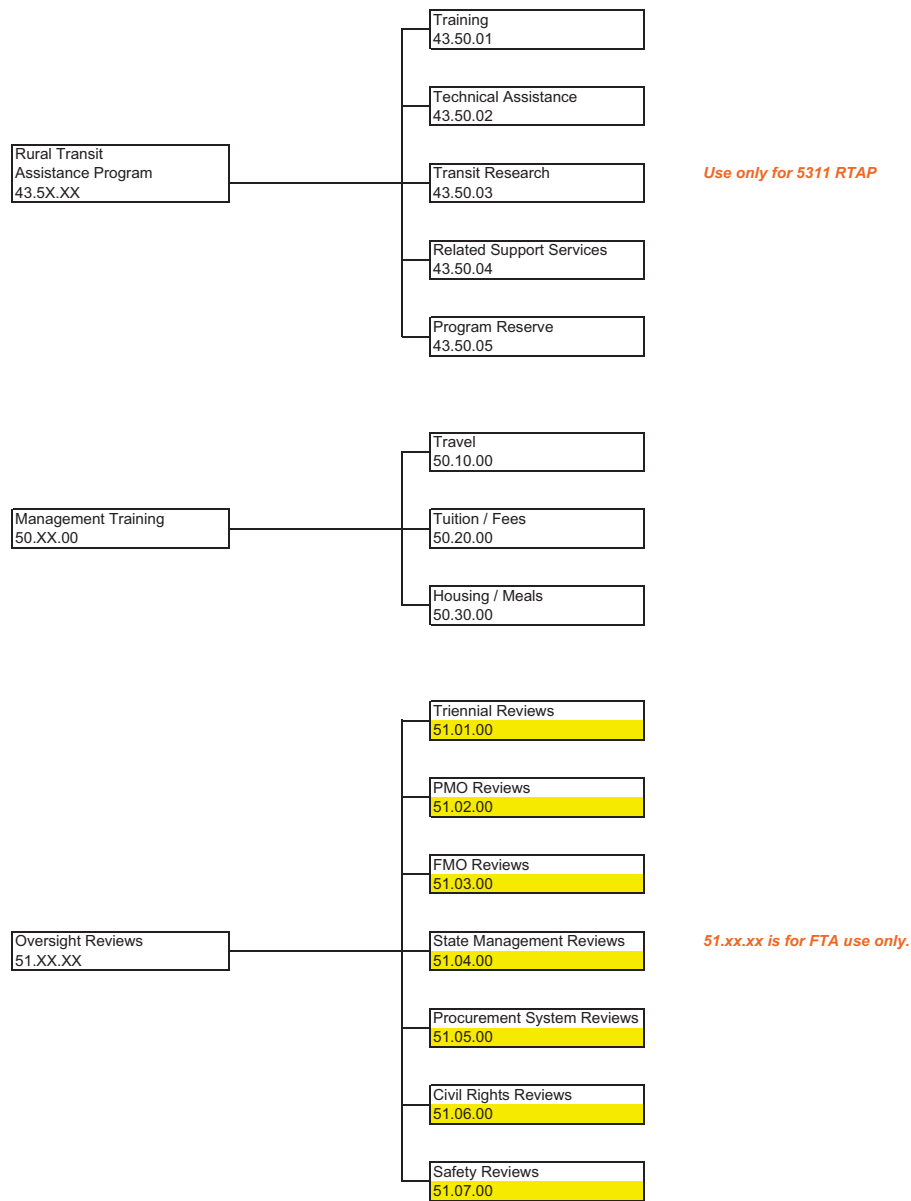 Training
43.50.01
Technical Assistance
43.50.02
Rural Transit
Assistance Program
43.5X.XX
Transit Research
43.50.03
Use only for 5311 RTAP
Related Support Services
43.50.04
Program Reserve
43.50.05
Travel
50.10.00
Management Training
50.XX.00
Tuition / Fees
50.20.00
Housing / Meals
50.30.00
Triennial Reviews
51.01.00
PMO Reviews
51.02.00
FMO Reviews
51.03.00
Oversight Reviews
51.XX.XX
State Management Reviews
51.04.00
51.xx.xx is for FTA use only.
Procurement System Reviews
51.05.00
Civil Rights Reviews
51.06.00
Safety Reviews
51.07.00